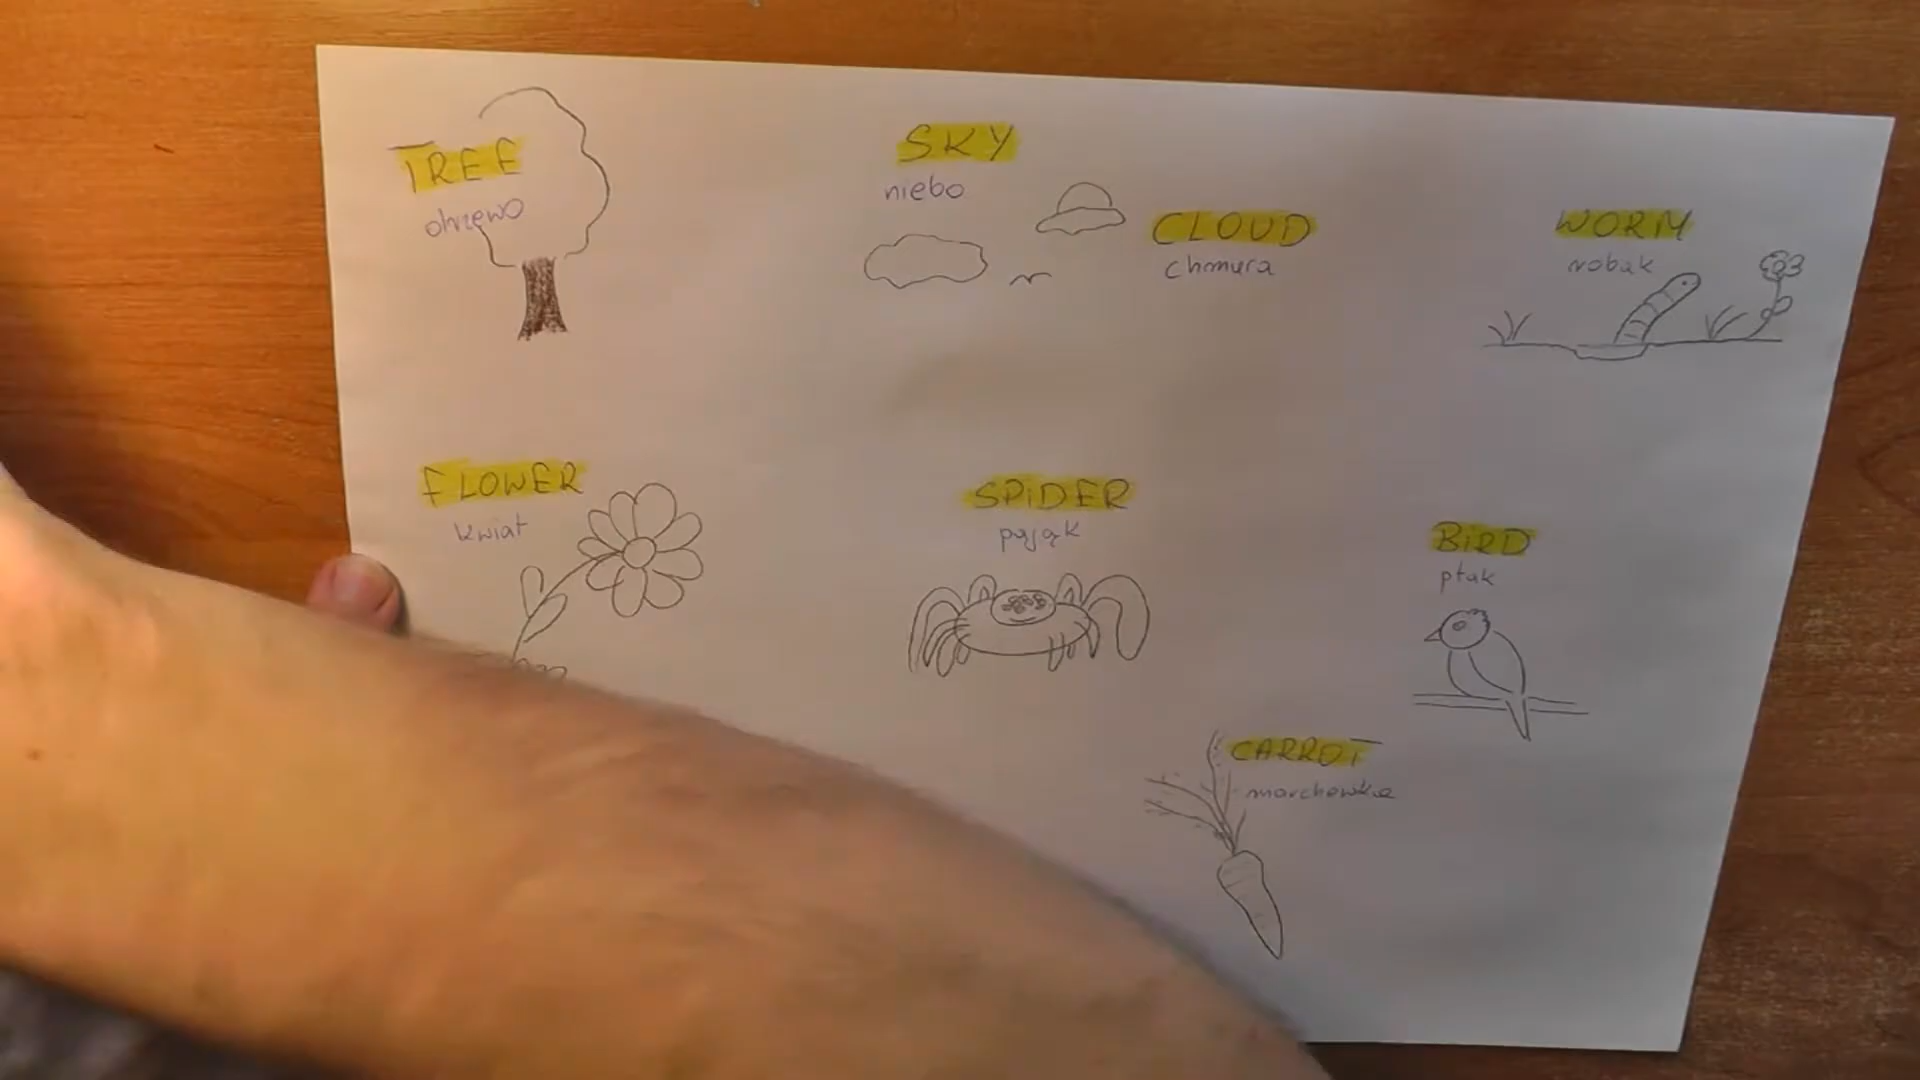 TREE
drzewo
SKY
niebo
CLOUD
chmura
WORM
robak
FLOWER
kwiat
SPiDER
pająk
BiRD
ptak
CARROT
marchewka